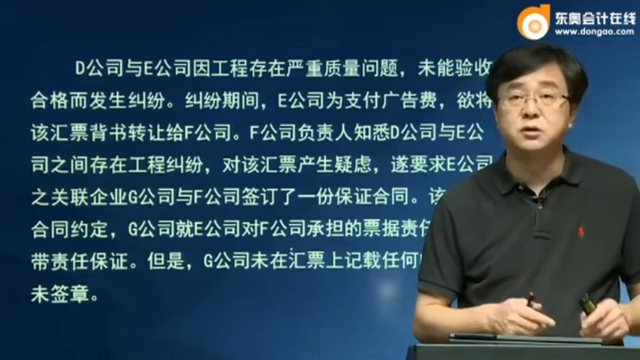 东奥会计在线
www.dongao.com
D公司与E公司因工程存在严重质量问题，未能验收
合格而发生纠纷。纠纷期间，E公司为支付广告费，欲将
该汇票背书转让给F公司。F公司负责人知悉D公司与E公
司之间存在工程纠纷，对该汇票产生疑虑，遂要求E公司
之关联企业G公司与F公司签订了一份保证合同。该
合同约定，G公司就E公司对F公司承担的票据责任
带责任保证。但是，G公司未在汇票上记载任何
未签章。